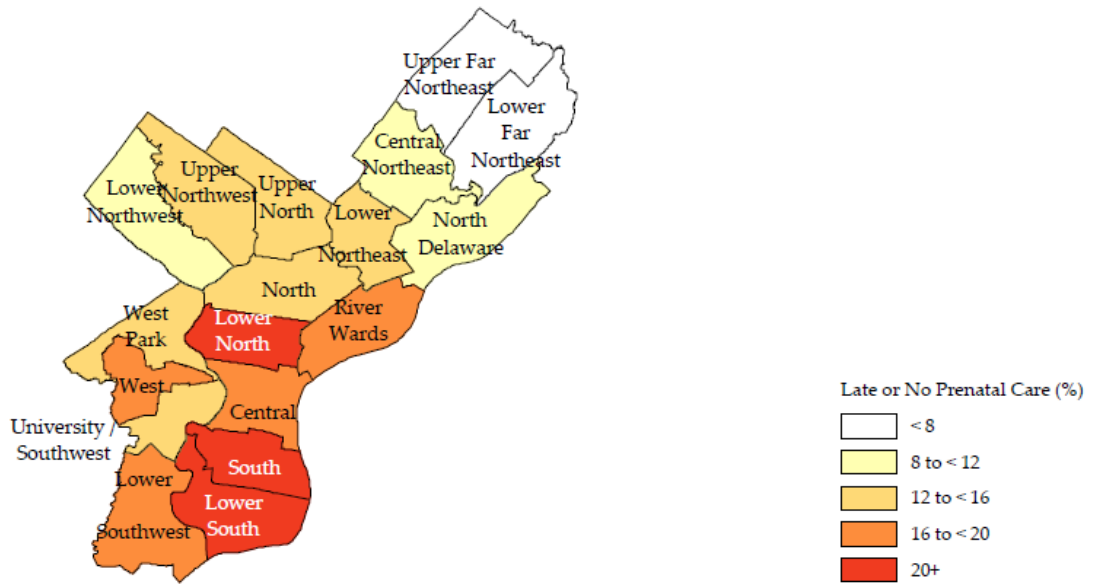 Upper Far
Northeast
Lower
Far
Northeast
Central
Northeast
Upper
Northwest
Lower
Northwest
Upper
North
Lower
Northeast
North
Delaware
North
West
Park
Lower
North
River
Wards
West
Central
University /
Southwest
South
Lower
Southwest
Lower
South
Late or No Prenatal Care (%)
< 8
8 to < 12
12 to < 16
16 to < 20
20+